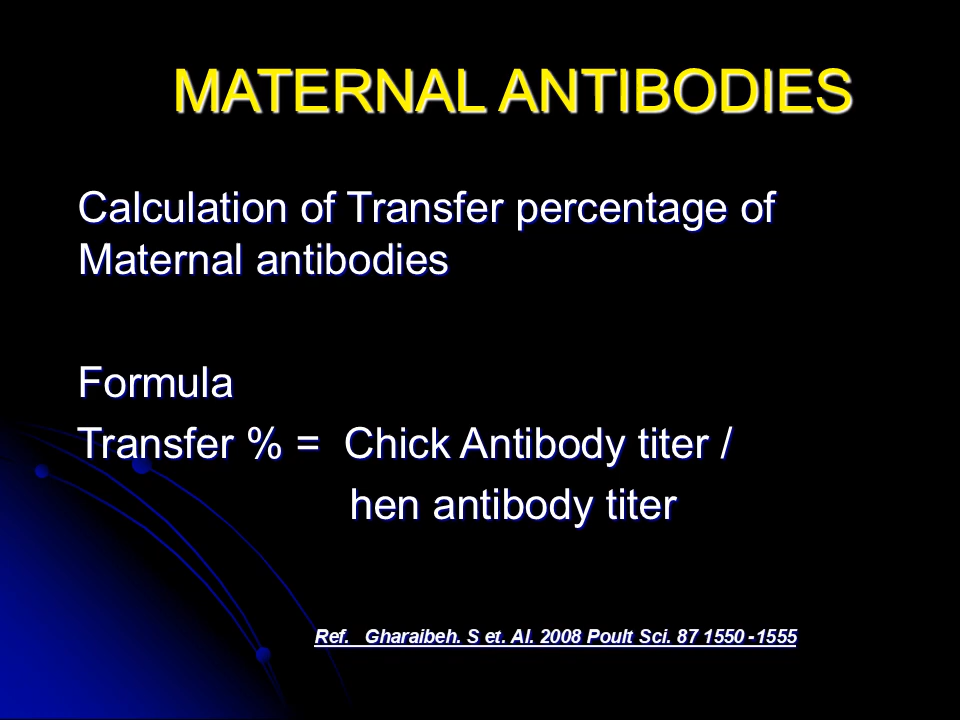 MATERNAL ANTIBODIES
Calculation of Transfer percentage of
Maternal antibodies
Formula
Transfer % = Chick Antibody titer /
hen antibody titer
Ref. Gharaibeh. S et. Al. 2008 Poult Sci. 87 1550 -1555